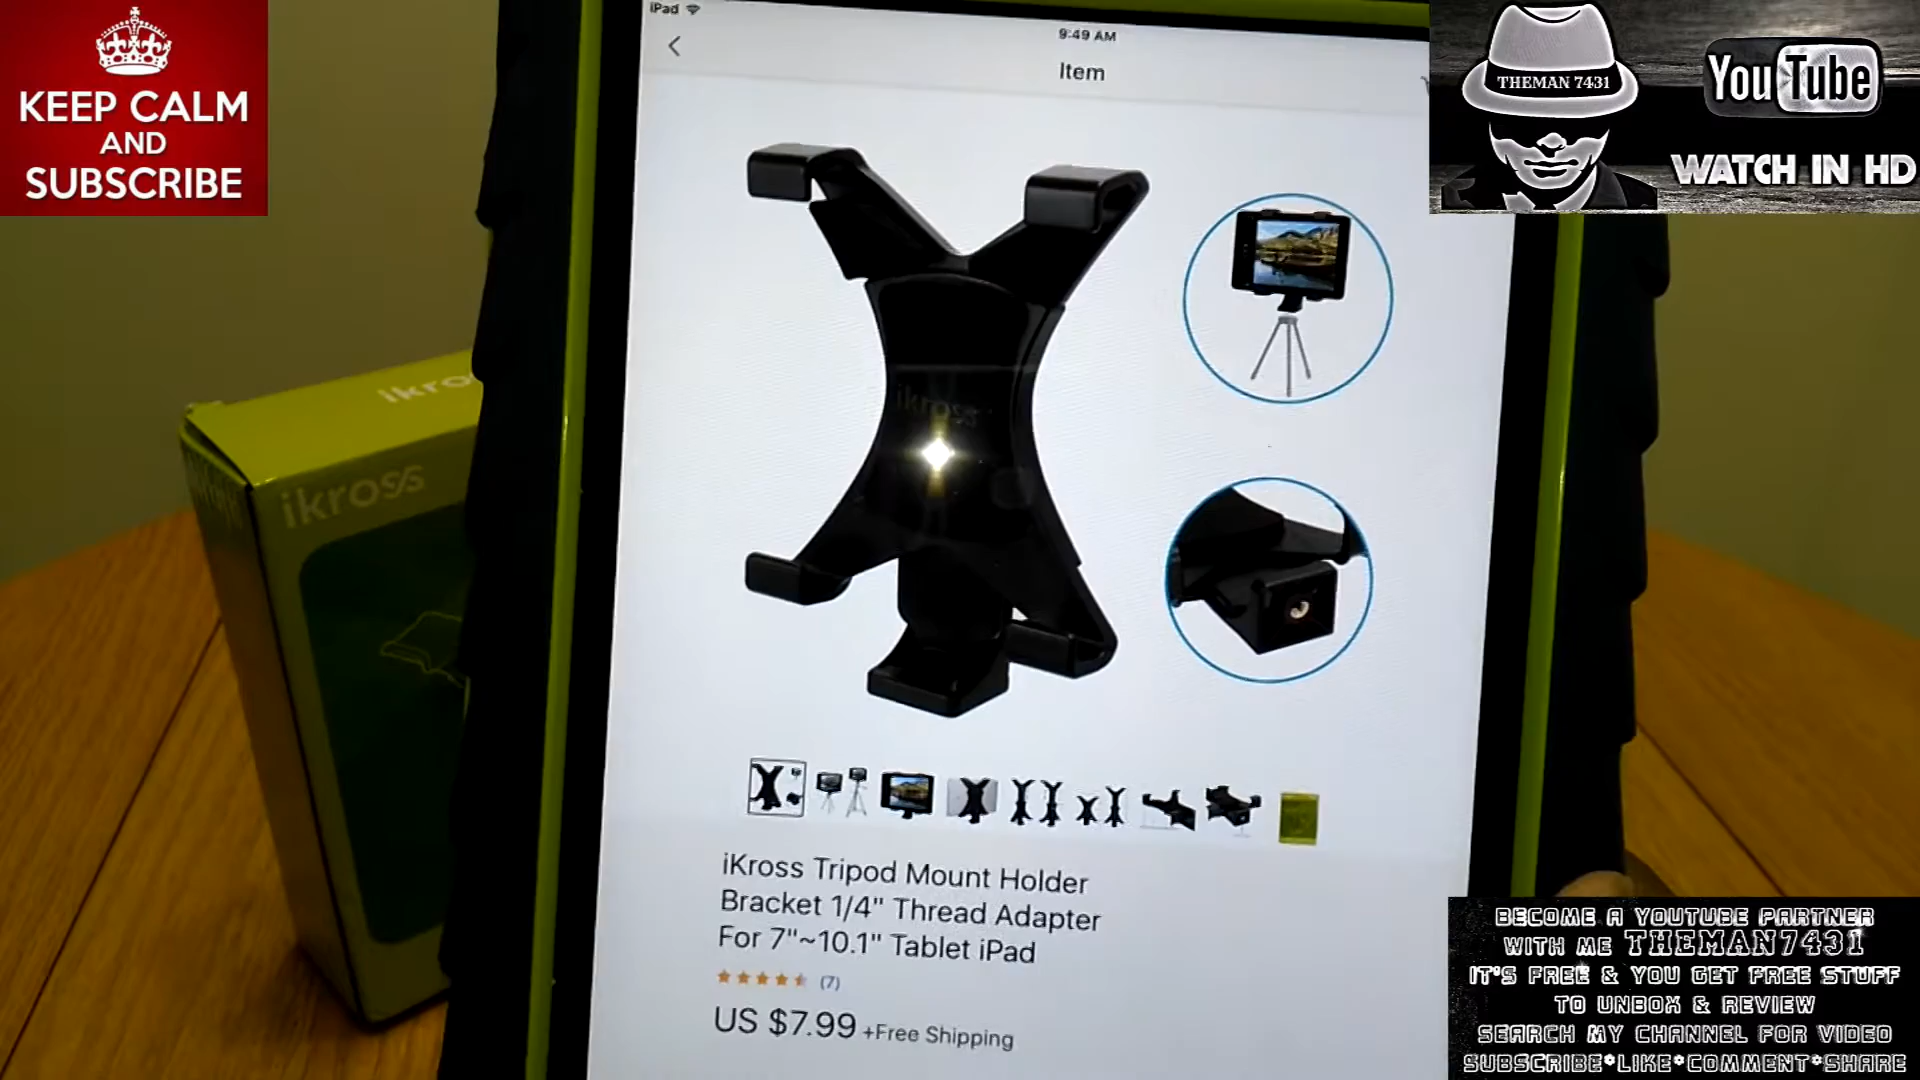 KEEP CALM
AND
SUBSCRIBE
iPad
9:49 AM
Item
THEMAN 7431
YouTube
WATCH IN HD
ikross
ikross
ikross
iKross Tripod Mount Holder
Bracket 1/4" Thread Adapter
For 7"~10.1" Tablet iPad
(7)
US $7.99 +Free Shipping
BECOME A YOUTUBE PARTNER
WITH ME THEMAN7431
IT'S FREE & YOU GET FREE STUFF
TO UNBOX & REVIEW
SEARCH MY CHANNEL FOR VIDEO
SUBSCRIBE*LIKE*COMMENT*SHARE